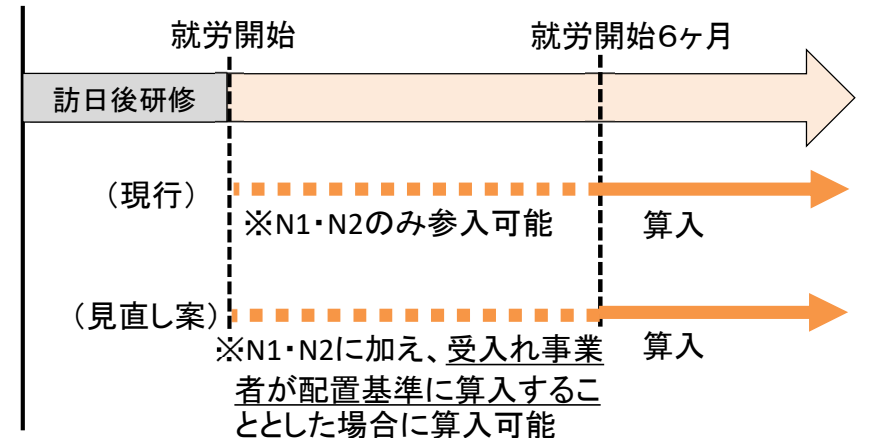 就労開始
就労開始6ヶ月
訪日後研修
（現行）
※N1・N2のみ参入可能
算入
（見直し案）
※N1・N2に加え、受入れ事業
者が配置基準に算入するこ
ととした場合に算入可能
算入